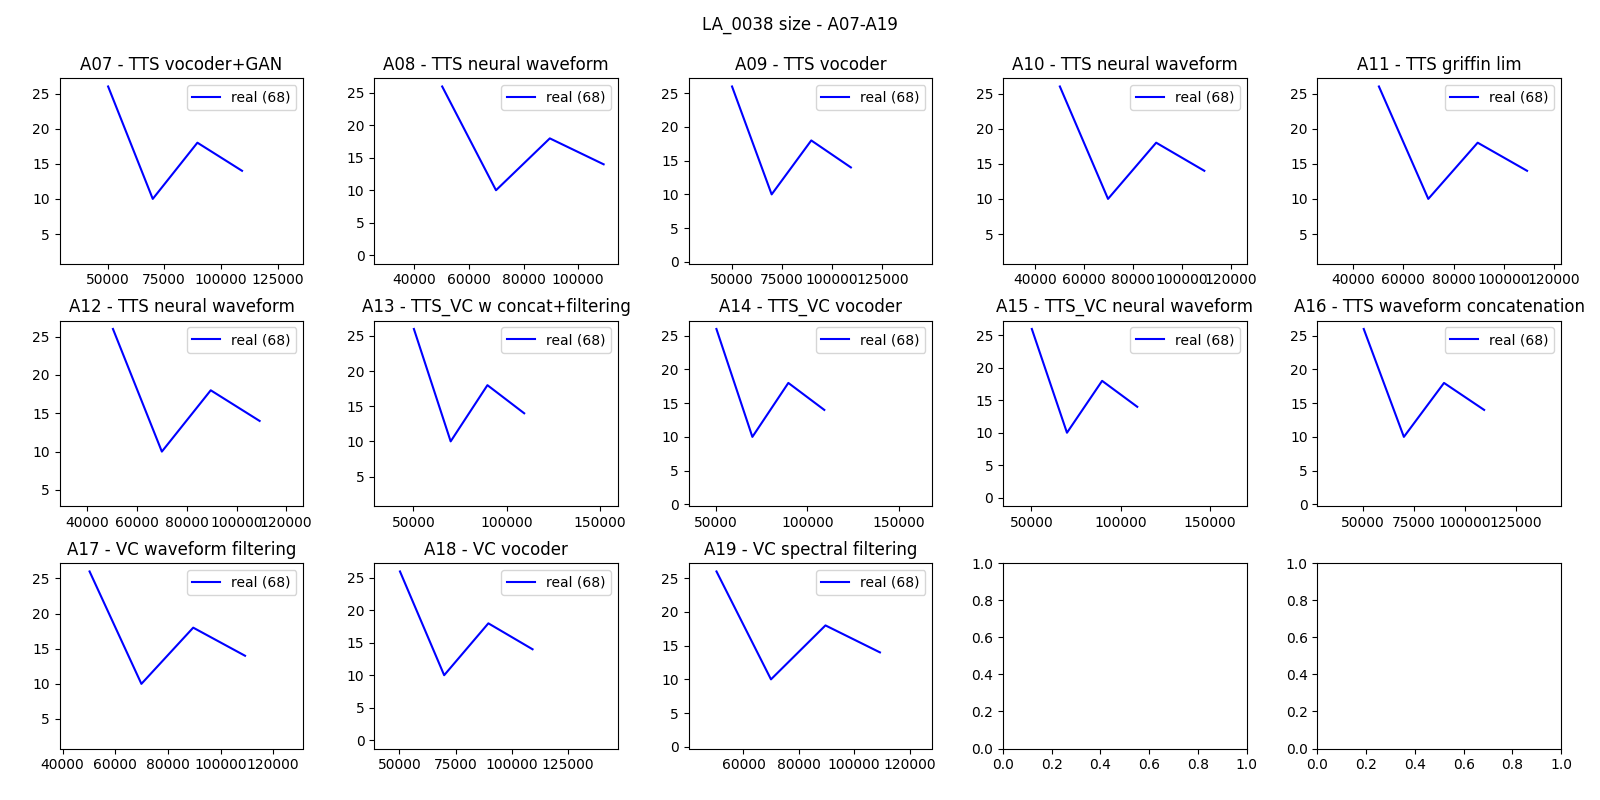 LA_0038 size - A07-A19
A07 - TTS vocoder+GAN
real (68)
25
20
15
10
5
50000 75000 100000 125000
A08 - TTS neural waveform
real (68)
25
20
15
10
5
0
40000 60000 80000 100000
A09 - TTS vocoder
real (68)
25
20
15
10
5
0
50000 75000 100000 125000
A10 - TTS neural waveform
real (68)
25
20
15
10
5
40000 60000 80000 100000 120000
A11 - TTS griffin lim
real (68)
25
20
15
10
5
40000 60000 80000 100000 120000
A12 - TTS neural waveform
real (68)
25
20
15
10
5
40000 60000 80000 100000 120000
A13 - TTS_VC w concat+filtering
real (68)
25
20
15
10
5
50000 100000 150000
A14 - TTS_VC vocoder
real (68)
25
20
15
10
5
0
50000 100000 150000
A15 - TTS_VC neural waveform
real (68)
25
20
15
10
5
0
50000 100000 150000
A16 - TTS waveform concatenation
real (68)
25
20
15
10
5
0
50000 75000 100000 125000
A17 - VC waveform filtering
real (68)
25
20
15
10
5
40000 60000 80000 100000 120000
A18 - VC vocoder
real (68)
25
20
15
10
5
0
50000 75000 100000 125000
A19 - VC spectral filtering
real (68)
25
20
15
10
5
0
60000 80000 100000 120000
1.0
0.8
0.6
0.4
0.2
0.0
0.0 0.2 0.4 0.6 0.8 1.0
1.0
0.8
0.6
0.4
0.2
0.0
0.0 0.2 0.4 0.6 0.8 1.0